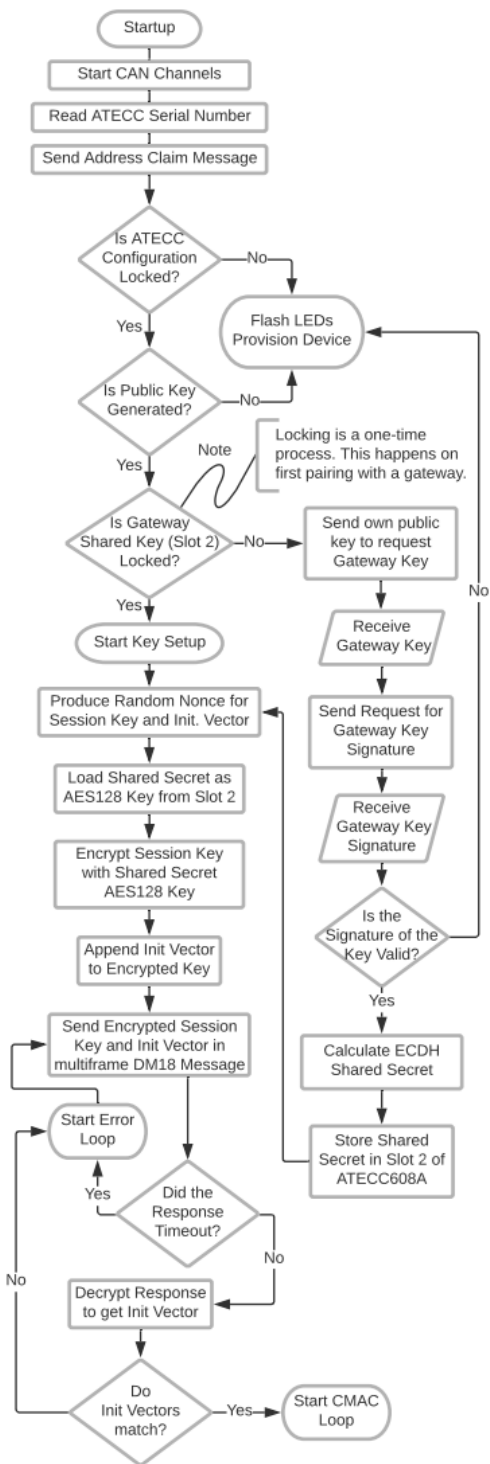 Startup
Start CAN Channels
Read ATECC Serial Number
Send Address Claim Message
Is ATECC
Configuration
Locked?
No
Yes
Flash LEDs
Provision Device
Is Public Key
Generated?
No
Yes
Note
Locking is a one-time
process. This happens on
first pairing with a gateway.
Is Gateway
Shared Key (Slot 2)
Locked?
No
Yes
Send own public
key to request
Gateway Key
Receive
Gateway Key
Send Request for
Gateway Key
Signature
Receive
Gateway Key
Signature
Is the
Signature of the
Key Valid?
No
Yes
Calculate ECDH
Shared Secret
Store Shared
Secret in Slot 2 of
ATECC608A
Start Key Setup
Produce Random Nonce for
Session Key and Init. Vector
Load Shared Secret as
AES128 Key from Slot 2
Encrypt Session Key
with Shared Secret
AES128 Key
Append Init Vector
to Encrypted Key
Send Encrypted Session
Key and Init Vector in
multiframe DM18 Message
Start Error
Loop
Yes
Did the
Response
Timeout?
No
Decrypt Response
to get Init Vector
Do
Init Vectors
match?
No
Yes
Start CMAC
Loop